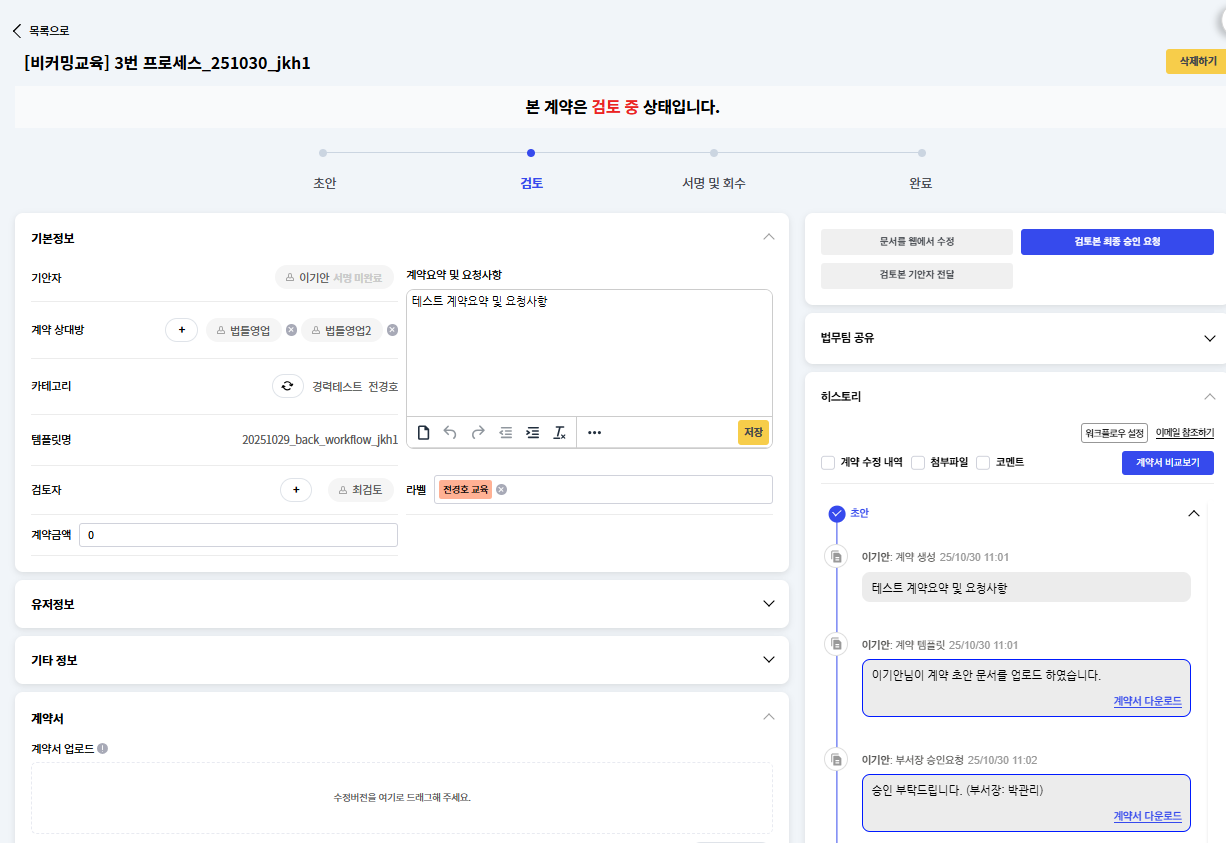 목록으로
[비커밍교육] 3번 프로세스_251030_jkh1
삭제하기
본 계약은 검토 중 상태입니다.
초안
검토
서명 및 회수
완료
기본정보
기안자
이기안 서명 미완료
계약 상대방
+
법틀영업
법틀영업2
카테고리
경력테스트 전경호
템플릿명
20251029_back_workflow_jkh1
검토자
+
최검토
계약금액
0
계약요약 및 요청사항
테스트 계약요약 및 요청사항
저장
라벨
전경호 교육
유저정보
기타 정보
계약서
계약서 업로드
수정버전을 여기로 드래그해 주세요.
문서를 웹에서 수정
검토본 최종 승인 요청
검토본 기안자 전달
법무팀 공유
히스토리
워크플로우 설정
이메일 참조하기
계약 수정 내역
첨부파일
코멘트
계약서 비교보기
초안
이기안: 계약 생성 25/10/30 11:01
테스트 계약요약 및 요청사항
이기안: 계약 템플릿 25/10/30 11:01
이기안님이 계약 초안 문서를 업로드 하였습니다.
계약서 다운로드
이기안: 부서장 승인요청 25/10/30 11:02
승인 부탁드립니다. (부서장: 박관리)
계약서 다운로드